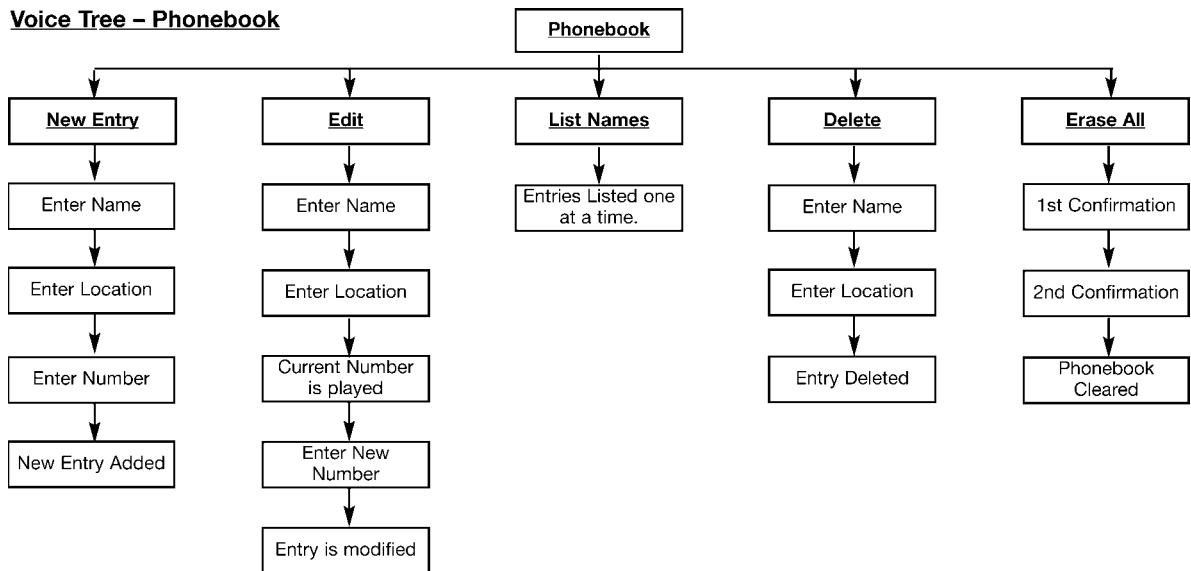 Voice Tree – Phonebook
Phonebook
New Entry
Edit
List Names
Delete
Erase All
Enter Name
Enter Name
Entries Listed one
at a time.
Enter Name
1st Confirmation
Enter Location
Enter Location
Enter Location
2nd Confirmation
Enter Number
Current Number
is played
Entry Deleted
Phonebook
Cleared
New Entry Added
Enter New
Number
Entry is modified